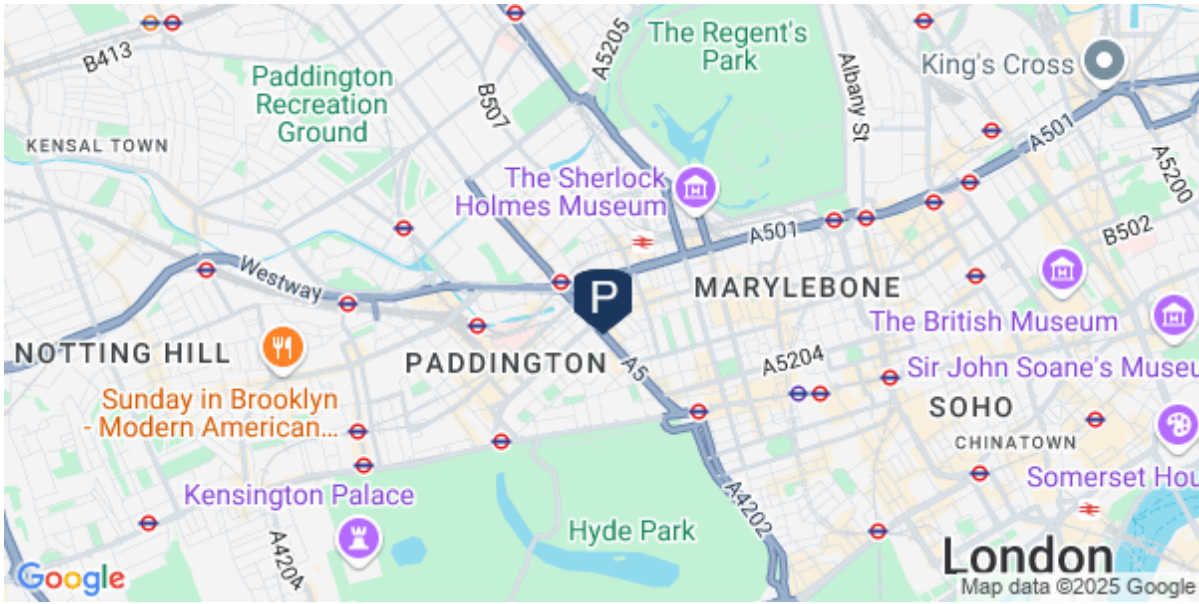 The Regent's
Park
A5205
B413
Paddington
Recreation
Ground
B507
Albany St
King's Cross
A501
A5200
KENSAL TOWN
The Sherlock
Holmes Museum
A501
B502
Westway
P
MARYLEBONE
The British Museum
NOTTING HILL
PADDINGTON
A5
A5204
Sir John Soane's Museu
Sunday in Brooklyn
- Modern American...
SOHO
CHINATOWN
Somerset Hou
Kensington Palace
A4202
Hyde Park
A4204
London
Google
Map data ©2025 Google